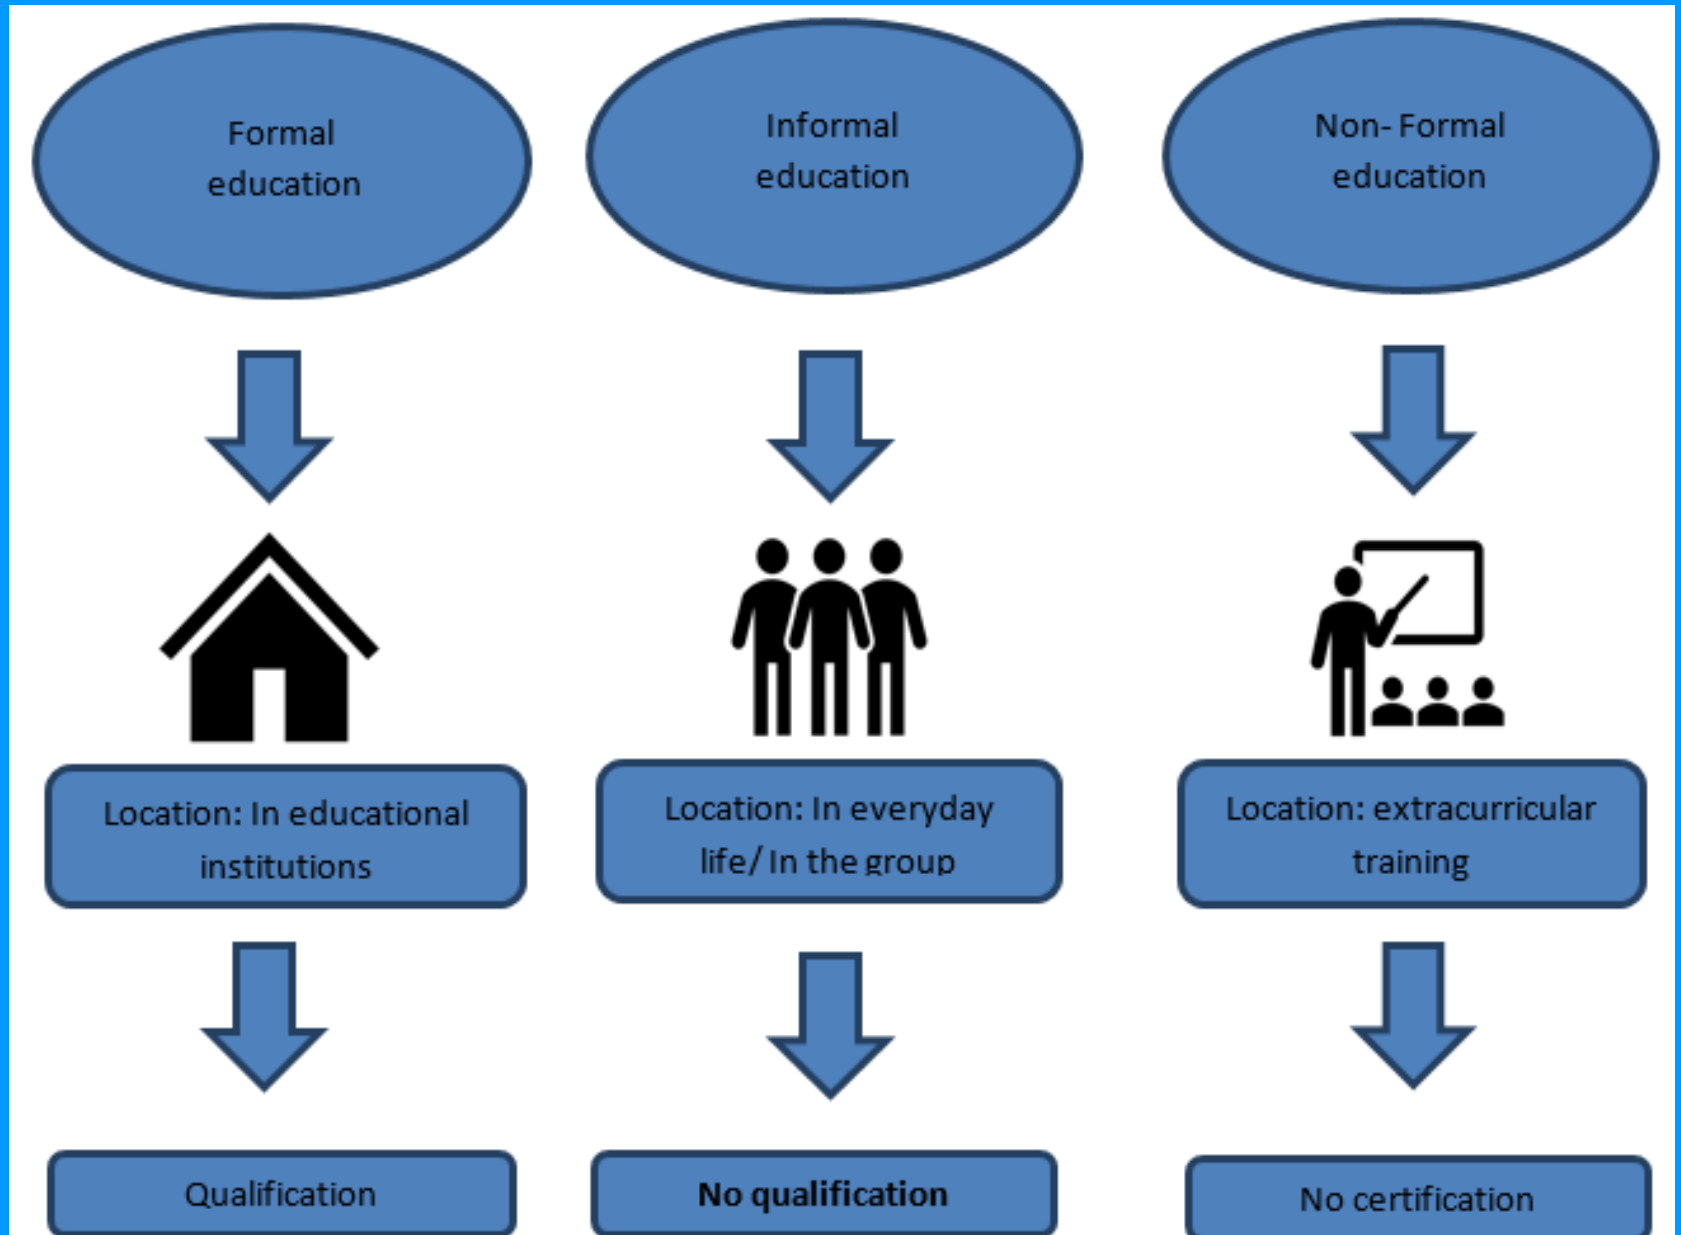 Formal
education
Informal
education
Non- Formal
education
Location: In educational
institutions
Location: In everyday
life/ In the group
Location: extracurricular
training
Qualification
No qualification
No certification